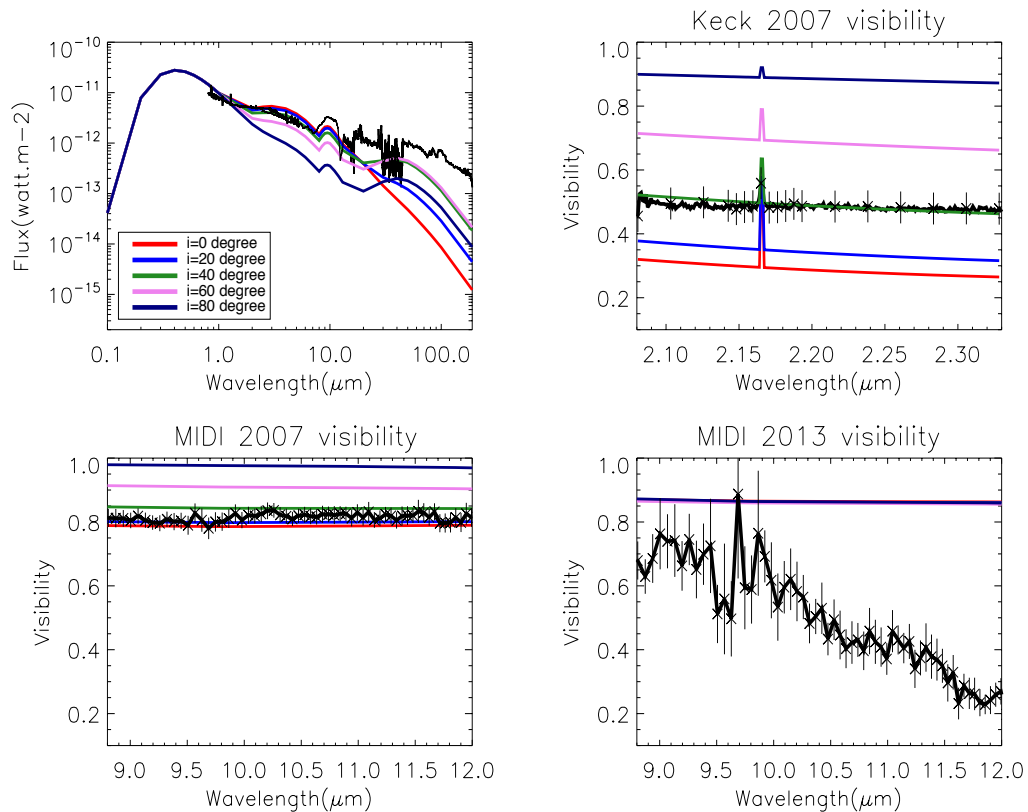 Keck 2007 visibility
10⁻¹⁰
10⁻¹¹
10⁻¹²
10⁻¹³
10⁻¹⁴
10⁻¹⁵
Flux(watt.m-2)
i=0 degree
i=20 degree
i=40 degree
i=60 degree
i=80 degree
0.1 1.0 10.0 100.0
Wavelength(μm)
1.0
0.8
0.6
0.4
0.2
Visibility
2.10 2.15 2.20 2.25 2.30
Wavelength(μm)
MIDI 2007 visibility
1.0
0.8
0.6
0.4
0.2
Visibility
9.0 9.5 10.0 10.5 11.0 11.5 12.0
Wavelength(μm)
MIDI 2013 visibility
1.0
0.8
0.6
0.4
0.2
Visibility
9.0 9.5 10.0 10.5 11.0 11.5 12.0
Wavelength(μm)